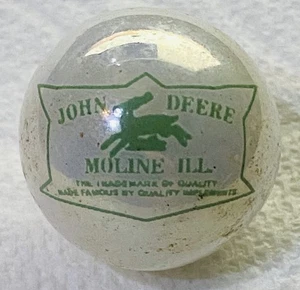 JOHN DEERE
MOLINE ILL.
THE TRADEMARK OF QUALITY
MADE FAMOUS BY QUALITY IMPLEMENTS